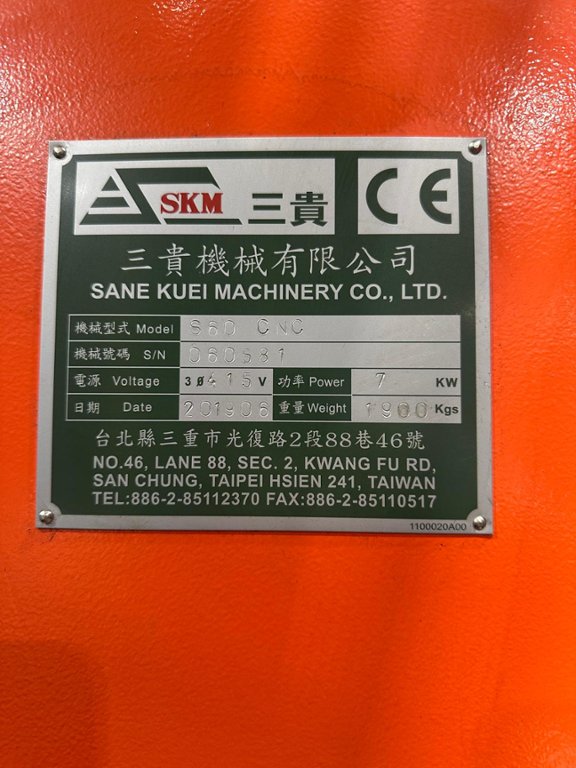 SKM 三貴 CE
三貴機械有限公司
SANE KUEI MACHINERY CO., LTD.
機械型式 Model S60 CNC
機械號碼 S/N 060681
電源 Voltage 3ø 415 V 功率 Power 7 KW
日期 Date 201906 重量 Weight 1900 Kgs
台北縣三重市光復路2段88巷46號
NO.46, LANE 88, SEC. 2, KWANG FU RD,
SAN CHUNG, TAIPEI HSIEN 241, TAIWAN
TEL:886-2-85112370 FAX:886-2-85110517
1100020A00